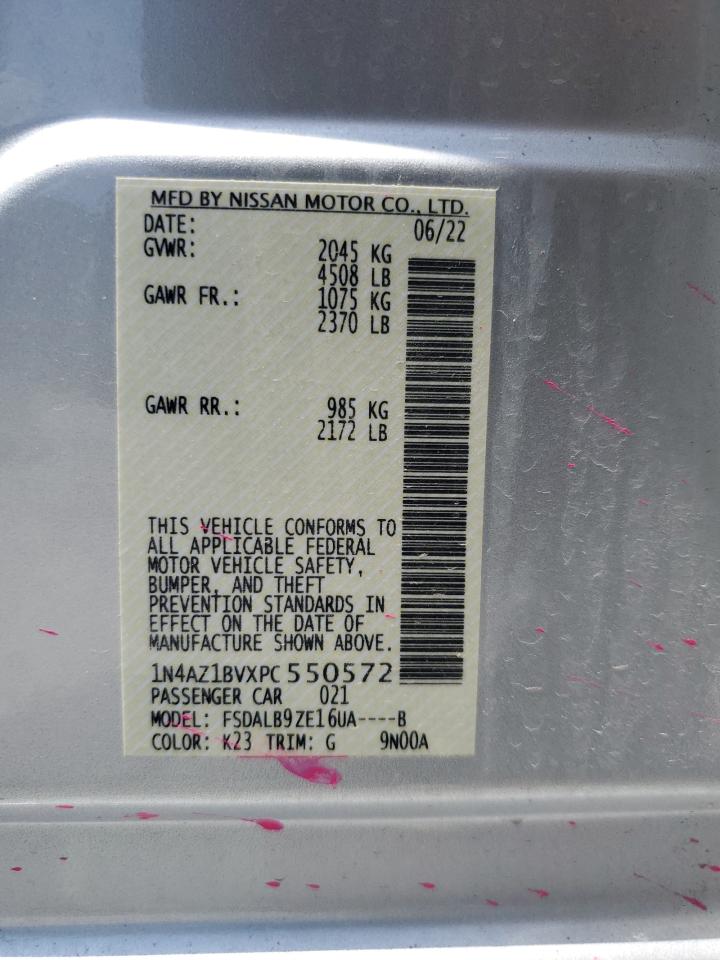 MFD BY NISSAN MOTOR CO., LTD.
DATE: 06/22
GVWR: 2045 KG
4508 LB
GAWR FR.: 1075 KG
2370 LB
GAWR RR.: 985 KG
2172 LB
THIS VEHICLE CONFORMS TO
ALL APPLICABLE FEDERAL
MOTOR VEHICLE SAFETY,
BUMPER, AND THEFT
PREVENTION STANDARDS IN
EFFECT ON THE DATE OF
MANUFACTURE SHOWN ABOVE.
1N4AZ1BVXPC550572
PASSENGER CAR 021
MODEL: FSDALB9ZE16UA----B
COLOR: K23 TRIM: G 9N00A